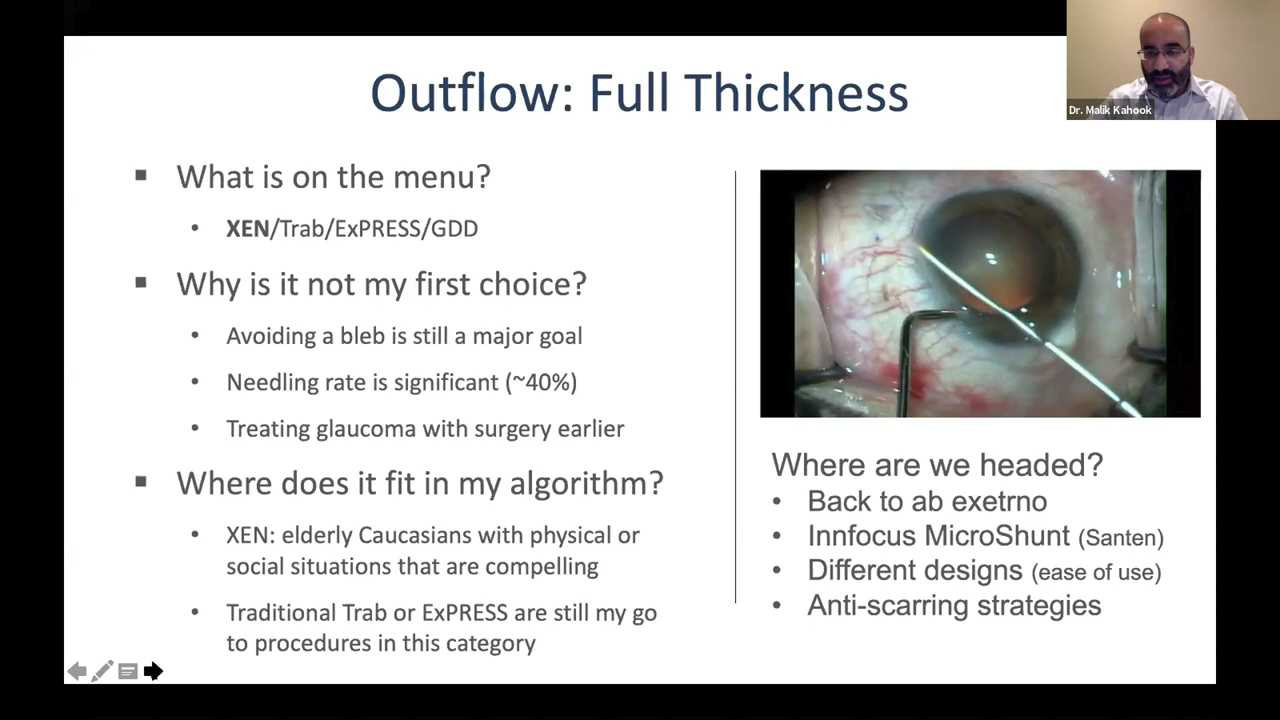 Outflow: Full Thickness
Dr. Malik Kahook
▪ What is on the menu?
• XEN/Trab/ExPRESS/GDD
▪ Why is it not my first choice?
• Avoiding a bleb is still a major goal
• Needling rate is significant (~40%)
• Treating glaucoma with surgery earlier
▪ Where does it fit in my algorithm?
• XEN: elderly Caucasians with physical or
social situations that are compelling
• Traditional Trab or ExPRESS are still my go
to procedures in this category
Where are we headed?
• Back to ab exetrno
• Innfocus MicroShunt (Santen)
• Different designs (ease of use)
• Anti-scarring strategies